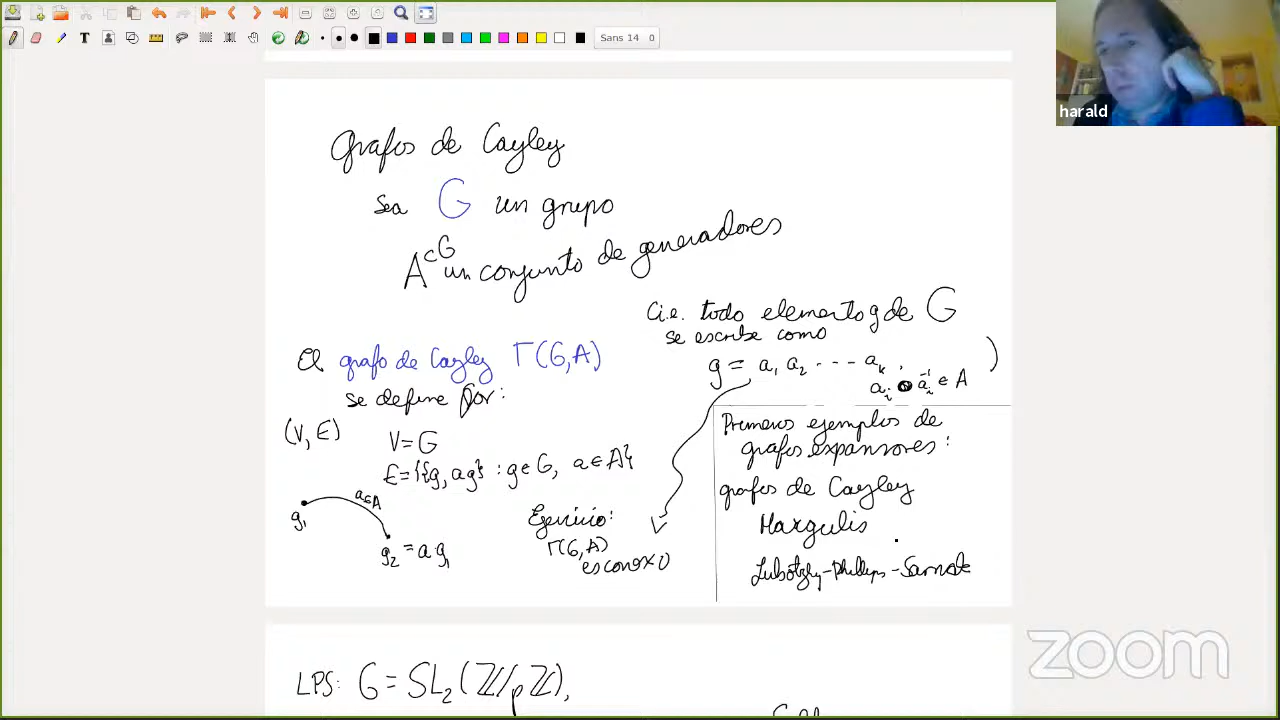 Sans 14 0
harald
Grafos de Cayley
Sea G un grupo
A⊂G un conjunto de generadores
(i.e. todo elemento g de G
se escribe como
g = a₁ a₂ ··· aₖ,
aᵢ o aᵢ⁻¹ ∈ A )
El grafo de Cayley Γ(G,A)
se define por:
(V, E)
V=G
E={{g, ag} : g∈G, a∈A}
a∈A
g₁
g₂ = a g₁
Ejercicio:
Γ(G,A)
es conexo
Primeros ejemplos de
grafos expansores:
grafos de Cayley
Margulis
Lubotzky-Phillips-Sarnak
LPS: G = SL₂(ℤ/pℤ),
zoom